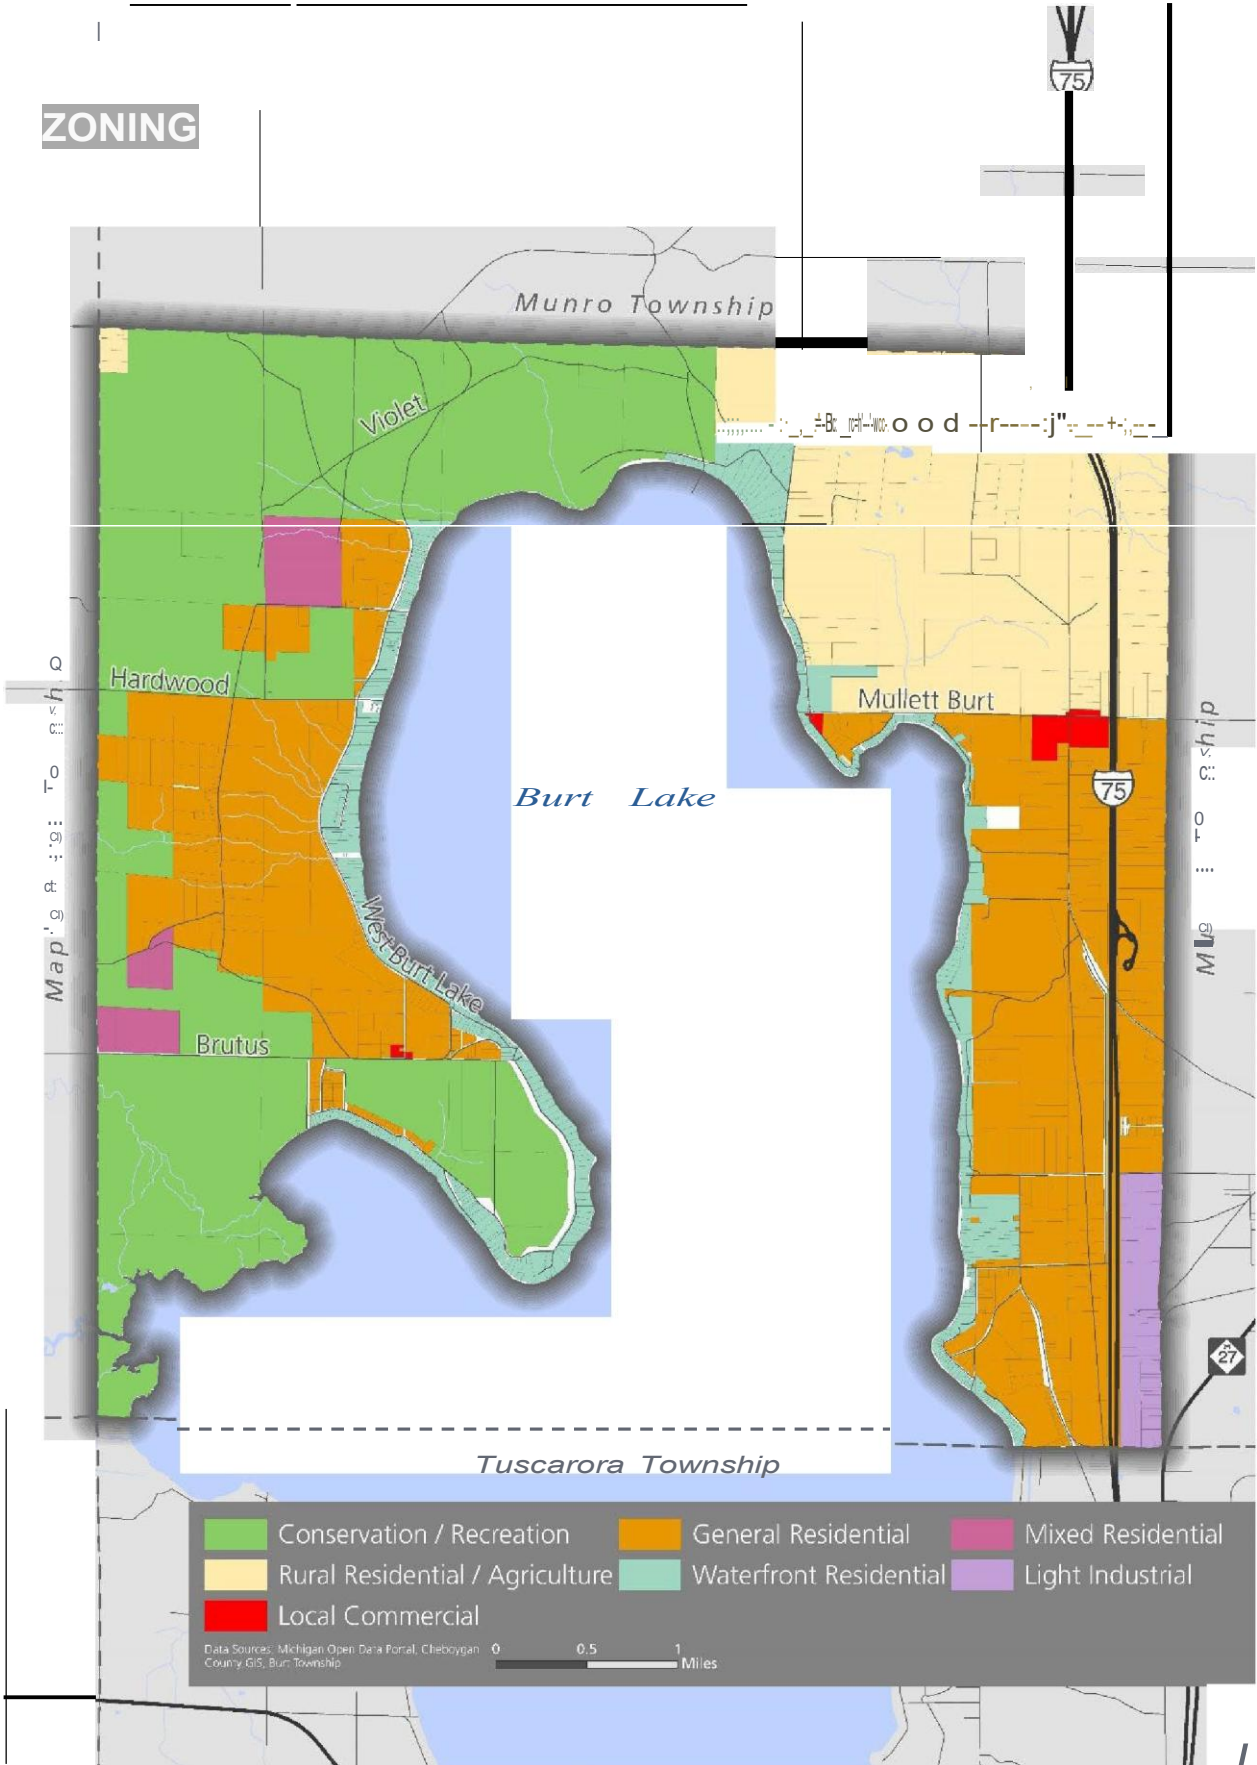 75
ZONING
Munro Township
Violet
Hardwood
Mullett Burt
Burt Lake
75
West Burt Lake
Map
Brutus
27
Tuscarora Township
Conservation / Recreation
General Residential
Mixed Residential
Rural Residential / Agriculture
Waterfront Residential
Light Industrial
Local Commercial
Data Sources: Michigan Open Data Portal, Cheboygan
County GIS, Burt Township
0 0.5 1
Miles